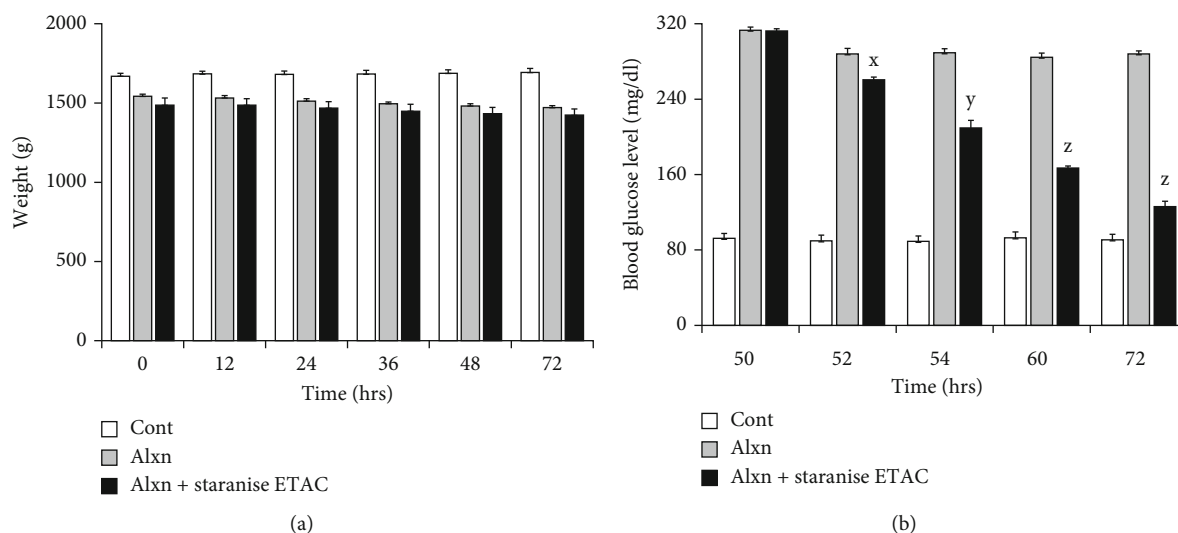 2000
1500
1000
500
0
Weight (g)
0 12 24 36 48 72
Time (hrs)
Cont
Alxn
Alxn + staranise ETAC
(a)
320
240
160
80
0
Blood glucose level (mg/dl)
x
y
z
z
50 52 54 60 72
Time (hrs)
Cont
Alxn
Alxn + staranise ETAC
(b)